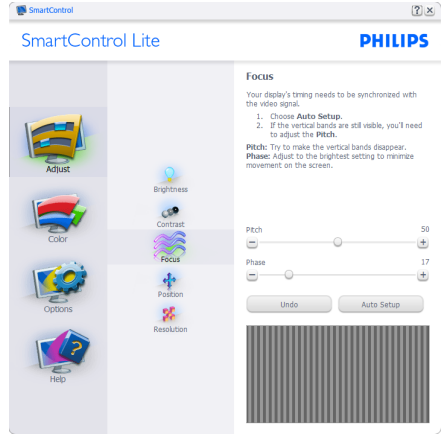 SmartControl
SmartControl Lite
PHILIPS
Adjust
Color
Options
Help
Brightness
Contrast
Focus
Position
Resolution
Focus
Your display's timing needs to be synchronized with
the video signal.
1. Choose Auto Setup.
2. If the vertical bands are still visible, you'll need
to adjust the Pitch.
Pitch: Try to make the vertical bands disappear.
Phase: Adjust to the brightest setting to minimize
movement on the screen.
Pitch 50
Phase 17
Undo Auto Setup